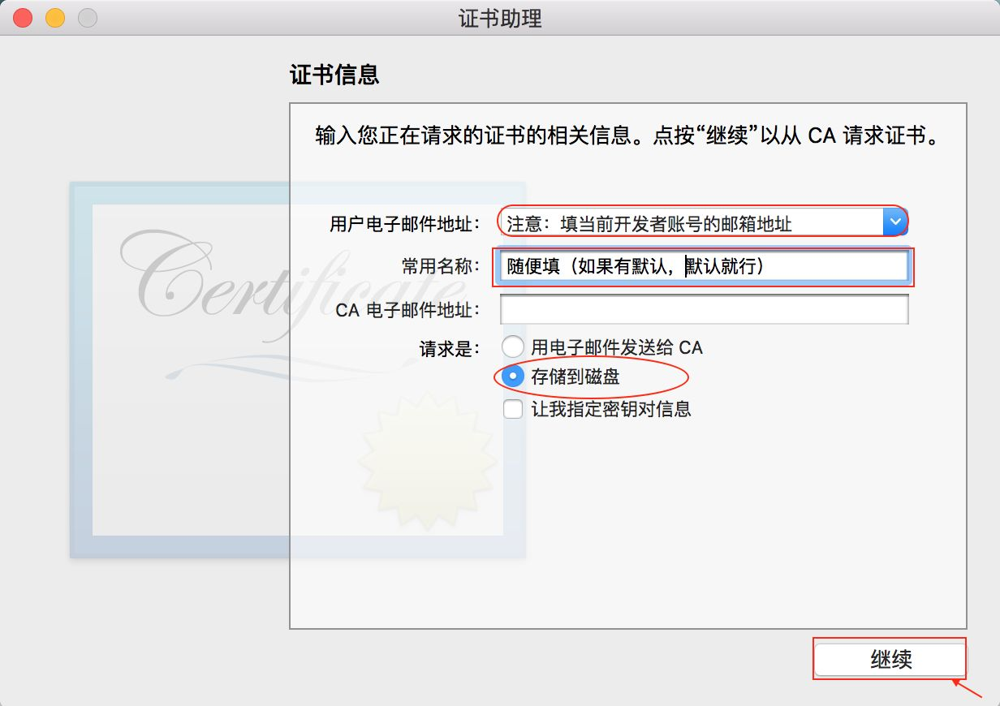 证书助理
证书信息
输入您正在请求的证书的相关信息。点按“继续”以从 CA 请求证书。
用户电子邮件地址： 注意：填当前开发者账号的邮箱地址
常用名称： 随便填（如果有默认，默认就行）
CA 电子邮件地址：
请求是： 用电子邮件发送给 CA
存储到磁盘
让我指定密钥对信息
Certificate
继续